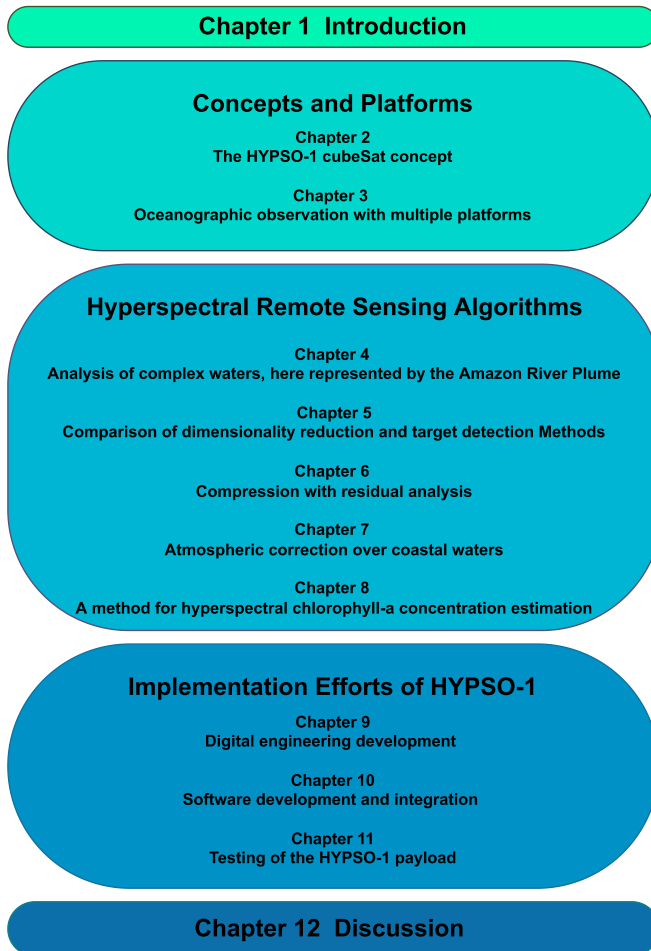 Chapter 1  Introduction
Concepts and Platforms
Chapter 2
The HYPSO-1 cubeSat concept
Chapter 3
Oceanographic observation with multiple platforms
Hyperspectral Remote Sensing Algorithms
Chapter 4
Analysis of complex waters, here represented by the Amazon River Plume
Chapter 5
Comparison of dimensionality reduction and target detection Methods
Chapter 6
Compression with residual analysis
Chapter 7
Atmospheric correction over coastal waters
Chapter 8
A method for hyperspectral chlorophyll-a concentration estimation
Implementation Efforts of HYPSO-1
Chapter 9
Digital engineering development
Chapter 10
Software development and integration
Chapter 11
Testing of the HYPSO-1 payload
Chapter 12  Discussion